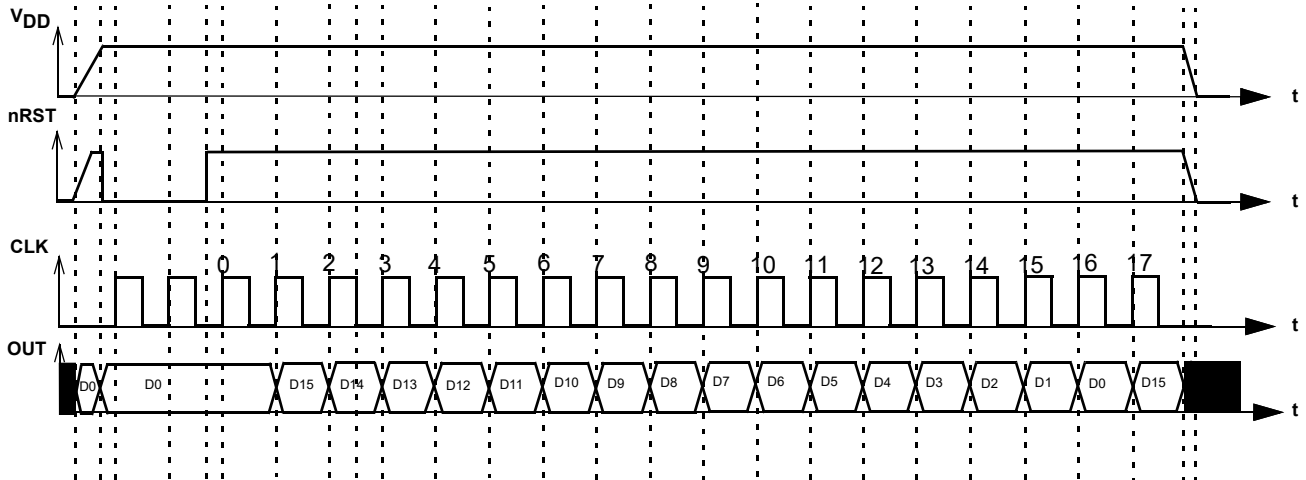 VDD
t
nRST
t
CLK
0 1 2 3 4 5 6 7 8 9 10 11 12 13 14 15 16 17
t
OUT
D0 D0 D15 D14 D13 D12 D11 D10 D9 D8 D7 D6 D5 D4 D3 D2 D1 D0 D15
t